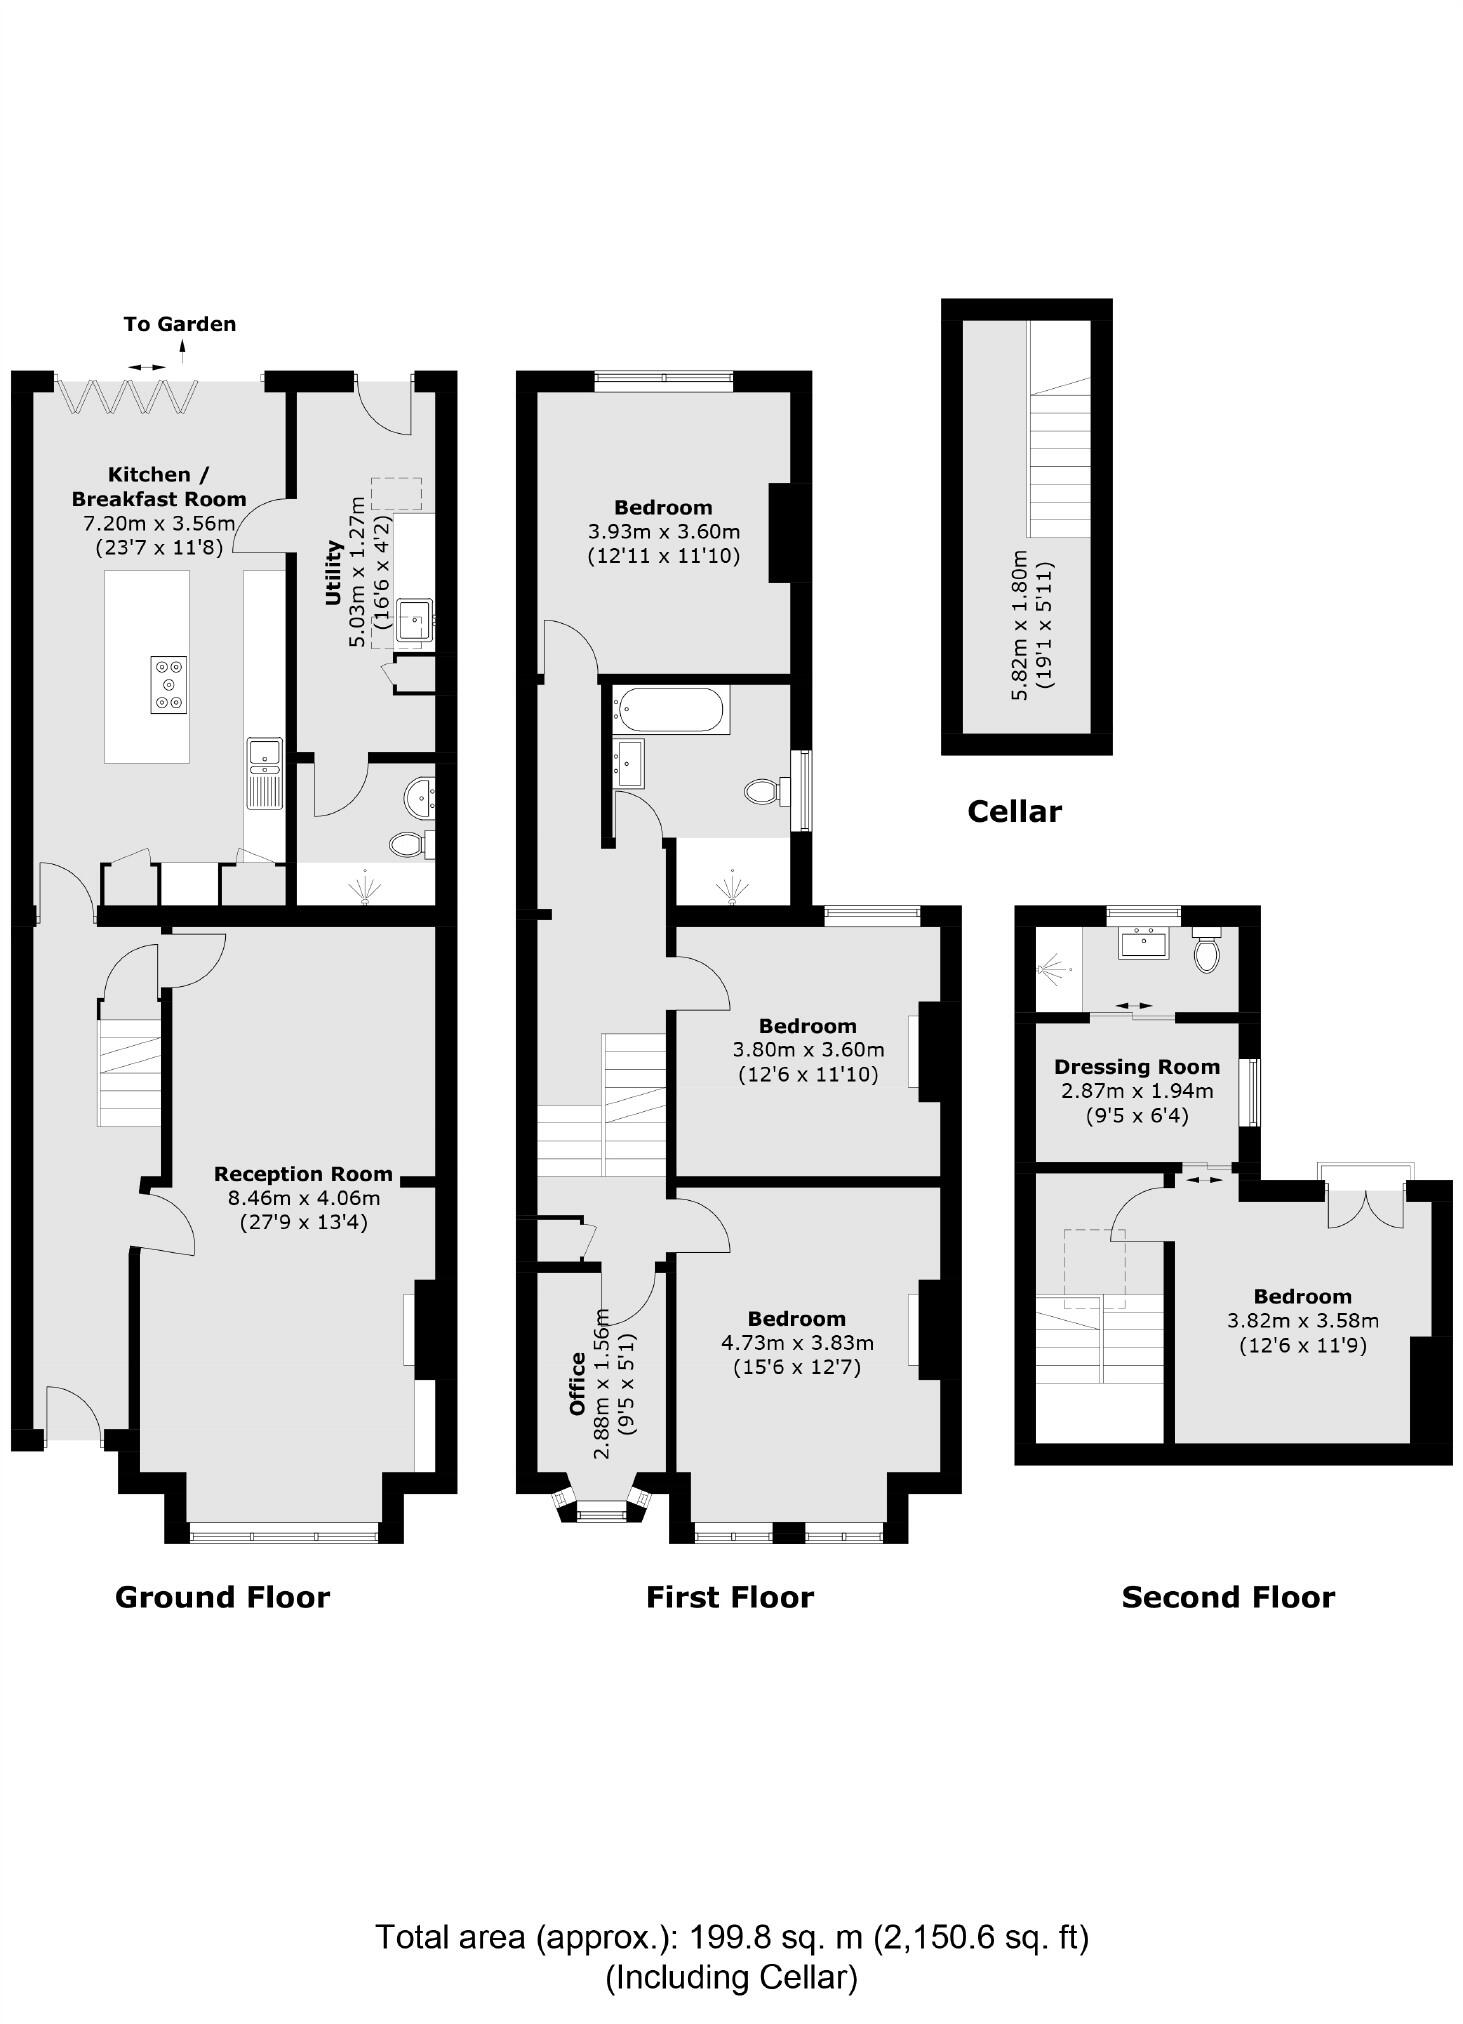 To Garden
Kitchen /
Breakfast Room
7.20m x 3.56m
(23'7 x 11'8)
Utility
5.03m x 1.27m
(16'6 x 4'2)
Reception Room
8.46m x 4.06m
(27'9 x 13'4)
Ground Floor
Bedroom
3.93m x 3.60m
(12'11 x 11'10)
Bedroom
3.80m x 3.60m
(12'6 x 11'10)
Bedroom
4.73m x 3.83m
(15'6 x 12'7)
Office
2.88m x 1.56m
(9'5 x 5'1)
First Floor
5.82m x 1.80m
(19'1 x 5'11)
Cellar
Dressing Room
2.87m x 1.94m
(9'5 x 6'4)
Bedroom
3.82m x 3.58m
(12'6 x 11'9)
Second Floor
Total area (approx.): 199.8 sq. m (2,150.6 sq. ft)
(Including Cellar)